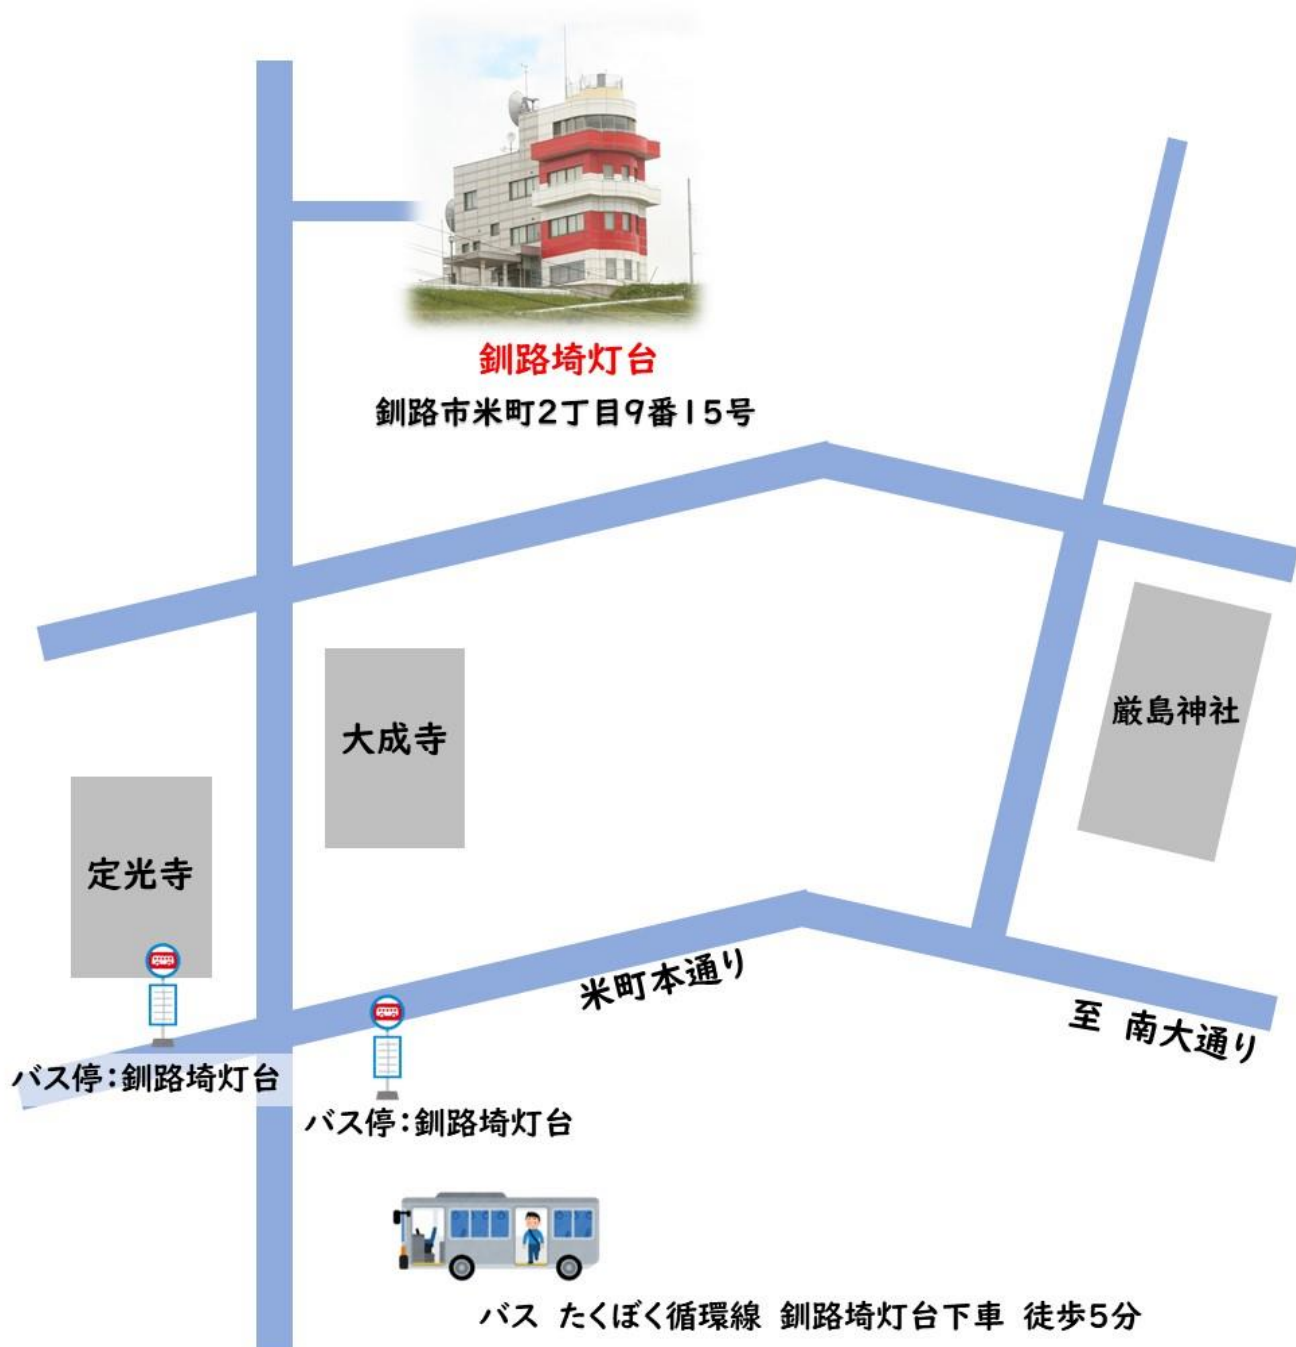 釧路埼灯台
釧路市米町2丁目9番15号
大成寺
厳島神社
定光寺
米町本通り
至 南大通り
バス停：釧路埼灯台
バス停：釧路埼灯台
バス たくぼく循環線 釧路埼灯台下車 徒歩5分